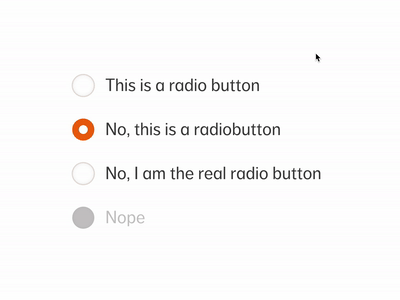 This is a radio button
No, this is a radiobutton
No, I am the real radio button
Nope